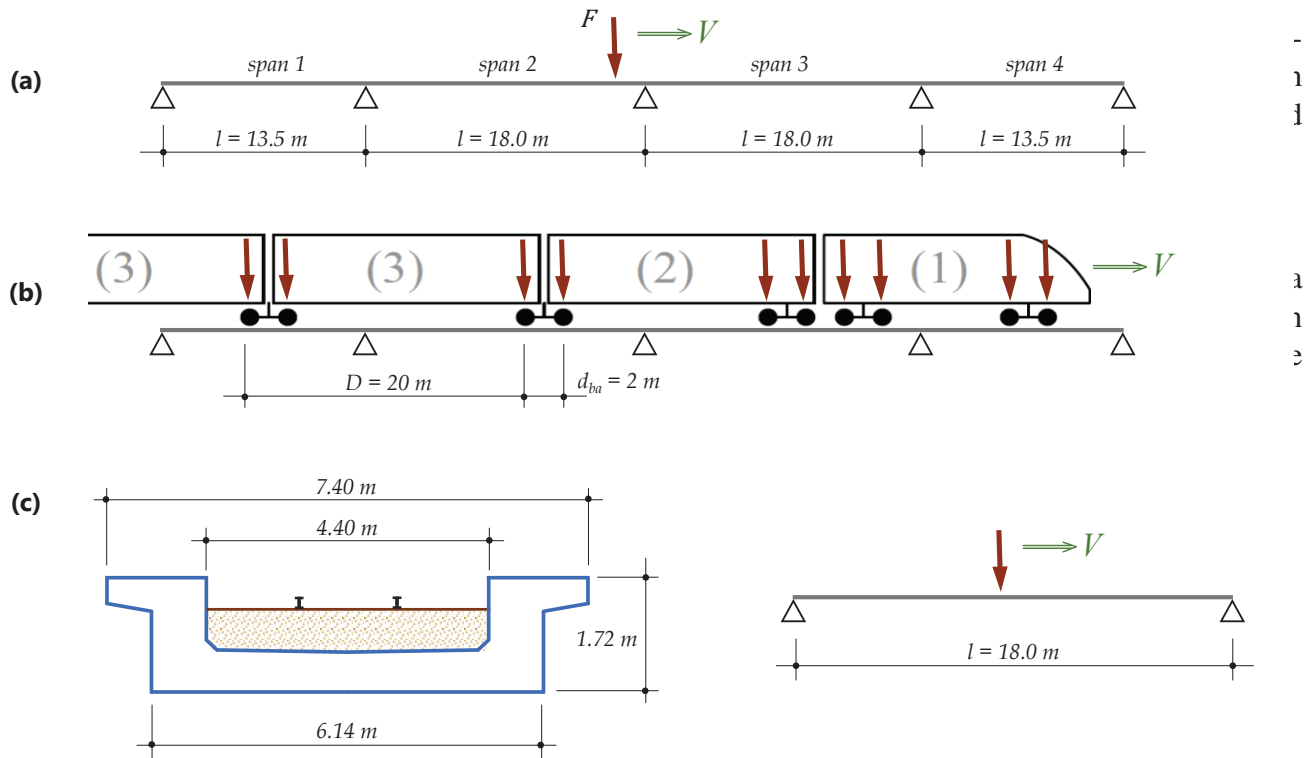 F
V
(a)
span 1 span 2 span 3 span 4
l = 13.5 m l = 18.0 m l = 18.0 m l = 13.5 m
(b)
(3) (3) (2) (1)
V
D = 20 m d_ba = 2 m
(c)
7.40 m
4.40 m
1.72 m
6.14 m
V
l = 18.0 m
-
n
d
a
n
e